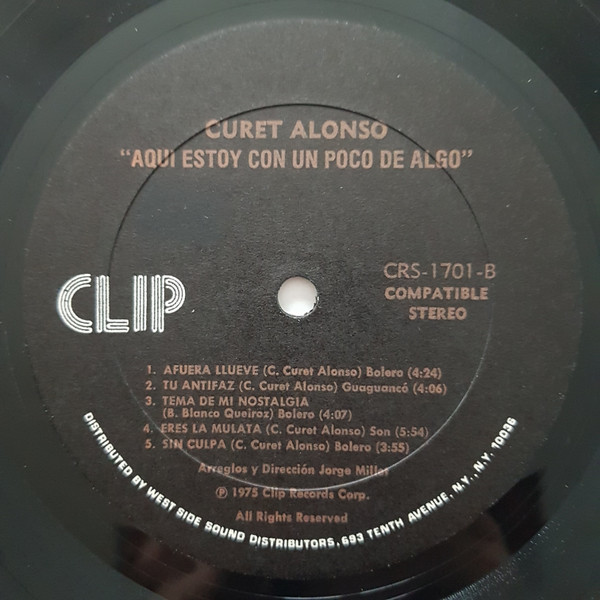 CURET ALONSO
"AQUI ESTOY CON UN POCO DE ALGO"
CLIP
CRS-1701-B
COMPATIBLE
STEREO
1. AFUERA LLUEVE (C. Curet Alonso) Bolero (4:24)
2. TU ANTIFAZ (C. Curet Alonso) Guaguancó (4:06)
3. TEMA DE MI NOSTALGIA
(B. Blanco Queiroz) Bolero (4:07)
4. ERES LA MULATA (C. Curet Alonso) Son (5:54)
5. SIN CULPA (C. Curet Alonso) Bolero (3:55)
Arreglos y Dirección Jorge Millet
Ⓟ 1975 Clip Records Corp.
All Rights Reserved
DISTRIBUTED BY WEST SIDE SOUND DISTRIBUTORS, 693 TENTH AVENUE, N.Y., N.Y. 10036